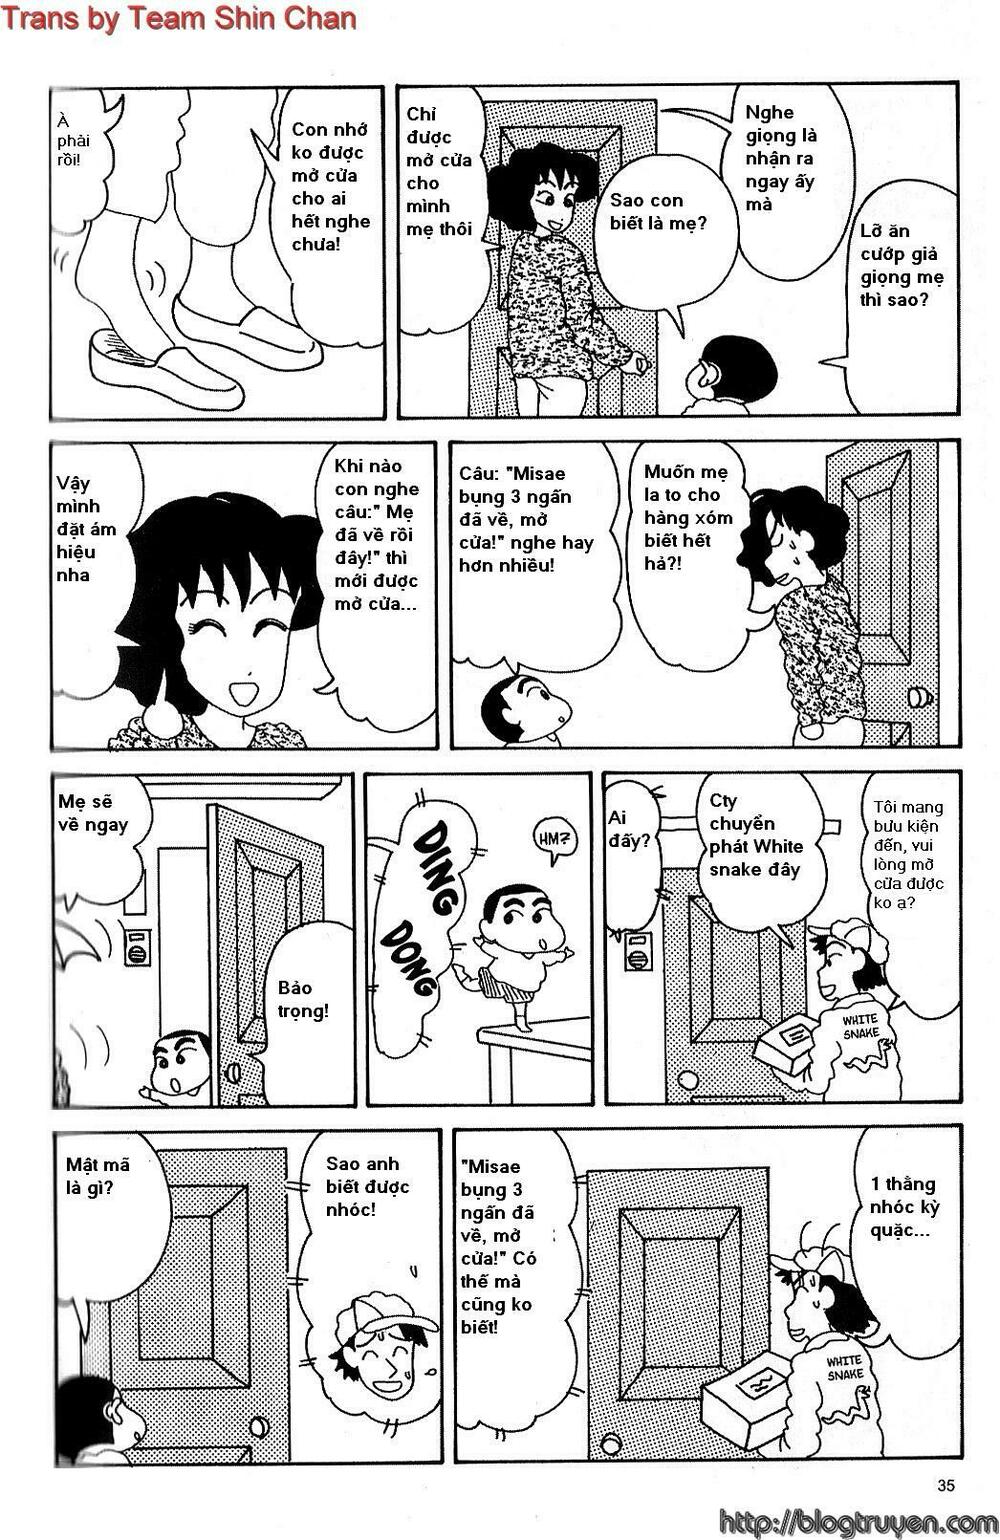 Trans by Team Shin Chan
Con nhớ
ko được
mở cửa
cho ai
hết nghe
chưa!
À
phải
rồi!
Nghe
giọng là
nhận ra
ngay ấy
mà
Lỡ ăn
cướp giả
giọng mẹ
thì sao?
Sao con
biết là mẹ?
Chỉ
được
mở cửa
cho
mình
mẹ thôi
Vậy
mình
đặt ám
hiệu
nha
Khi nào
con nghe
câu:" Mẹ
đã về rồi
đây!" thì
mới được
mở cửa...
Câu: "Misae
bụng 3 ngấn
đã về, mở
cửa!" nghe hay
hơn nhiều!
Muốn mẹ
la to cho
hàng xóm
biết hết
hả?!
Mẹ sẽ
về ngay
Bảo
trọng!
DING
DONG
HM?
Ai
đấy?
Cty
chuyển
phát White
snake đây
Tôi mang
bưu kiện
đến, vui
lòng mở
cửa được
ko ạ?
WHITE
SNAKE
Mật mã
là gì?
Sao anh
biết được
nhóc!
"Misae
bụng 3
ngấn đã
về, mở
cửa!" Có
thế mà
cũng ko
biết!
1 thằng
nhóc kỳ
quặc...
WHITE
SNAKE
35
http://blogtruyen.com